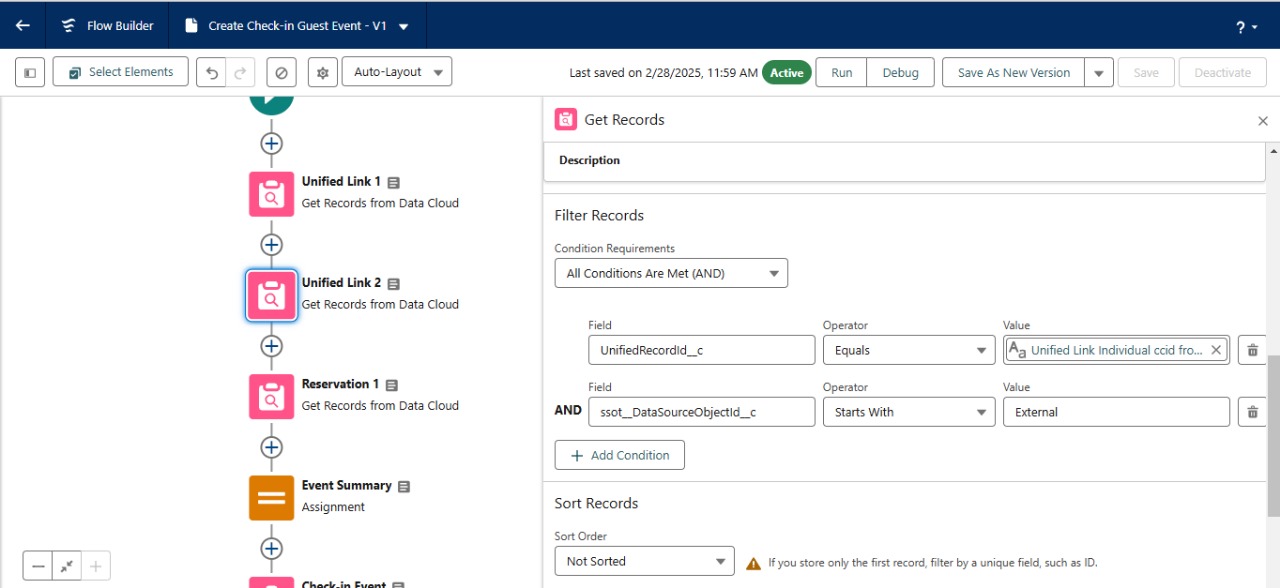 Flow Builder
Create Check-in Guest Event - V1
?
Select Elements
Auto-Layout
Last saved on 2/28/2025, 11:59 AM
Active
Run
Debug
Save As New Version
Save
Deactivate
Unified Link 1
Get Records from Data Cloud
Unified Link 2
Get Records from Data Cloud
Reservation 1
Get Records from Data Cloud
Event Summary
Assignment
Check-in Event
Get Records
Description
Filter Records
Condition Requirements
All Conditions Are Met (AND)
Field Operator Value
UnifiedRecordId__c Equals Aa Unified Link Individual ccid fro...
Field Operator Value
AND ssot__DataSourceObjectId__c Starts With External
+ Add Condition
Sort Records
Sort Order
Not Sorted
If you store only the first record, filter by a unique field, such as ID.